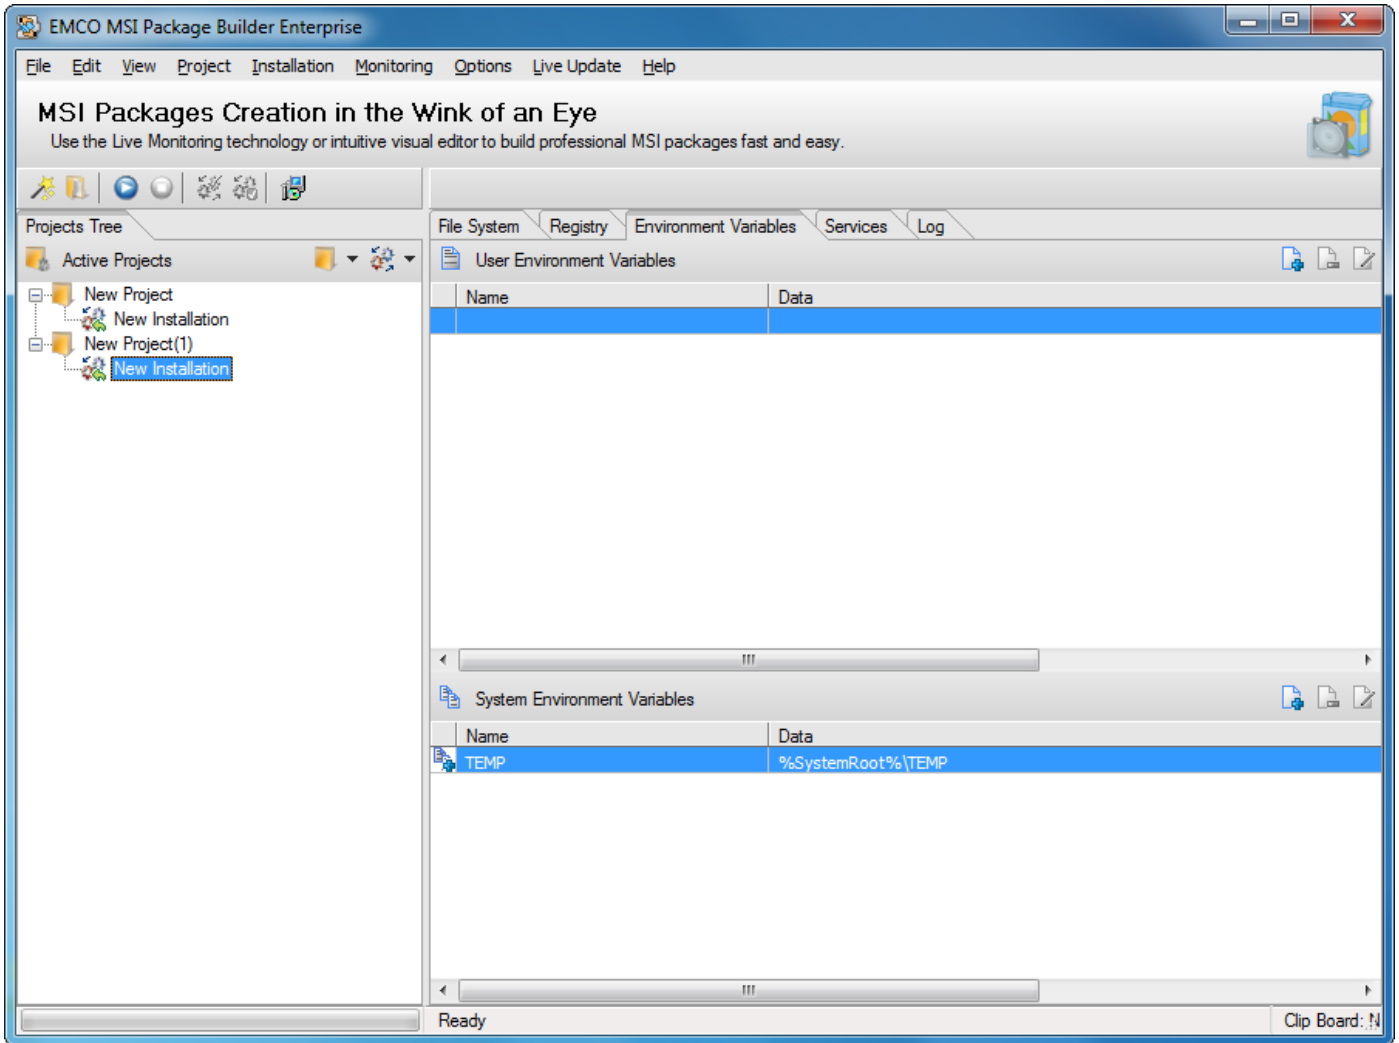 EMCO MSI Package Builder Enterprise
File Edit View Project Installation Monitoring Options Live Update Help
MSI Packages Creation in the Wink of an Eye
Use the Live Monitoring technology or intuitive visual editor to build professional MSI packages fast and easy.
Projects Tree
Active Projects
New Project
New Installation
New Project(1)
New Installation
File System Registry Environment Variables Services Log
User Environment Variables
Name Data
System Environment Variables
Name Data
TEMP %SystemRoot%\TEMP
Ready Clip Board: N